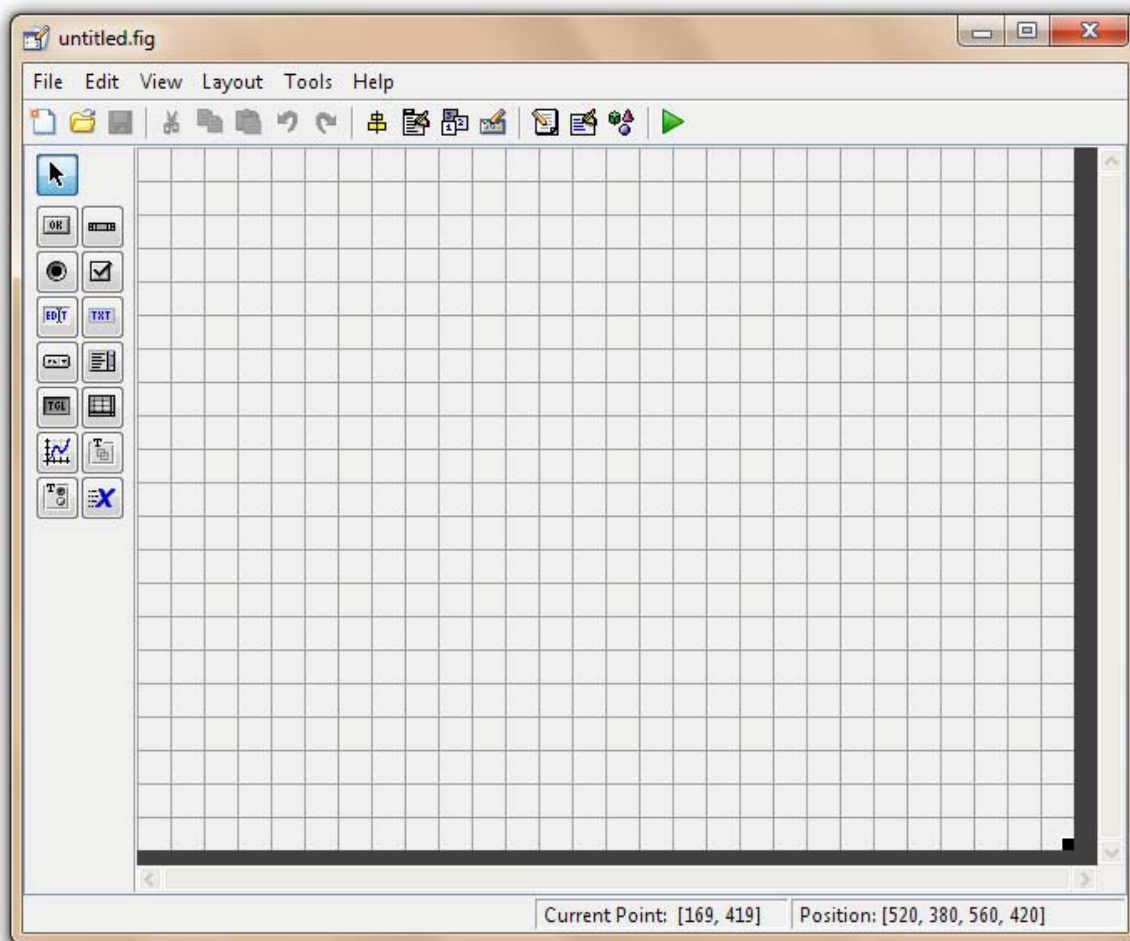 untitled.fig
File Edit View Layout Tools Help
OK
EDIT TXT
TGL
T
T X
Current Point: [169, 419] Position: [520, 380, 560, 420]